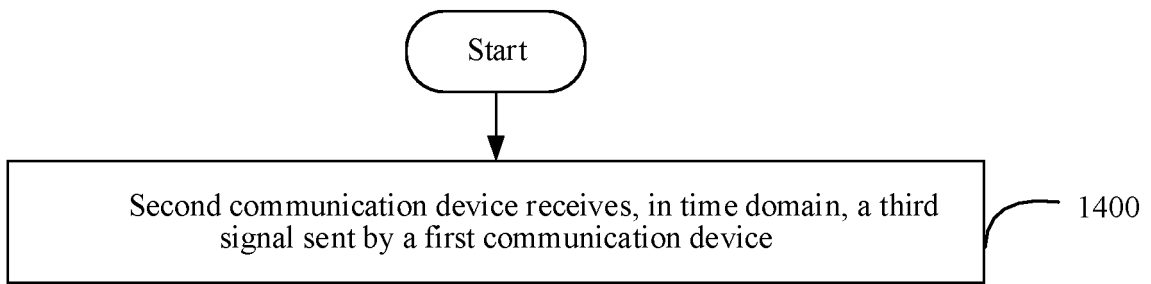 Start
Second communication device receives, in time domain, a third
signal sent by a first communication device
1400